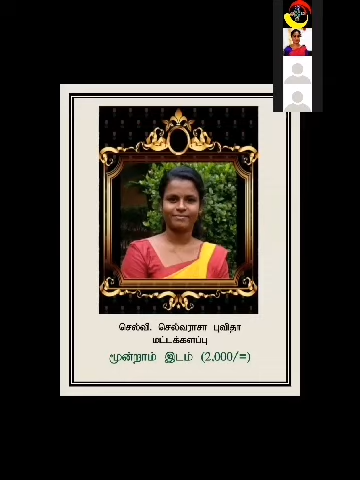 செல்வி. செல்வராசா புவிதா
மட்டக்களப்பு
மூன்றாம் இடம் (2,000/=)